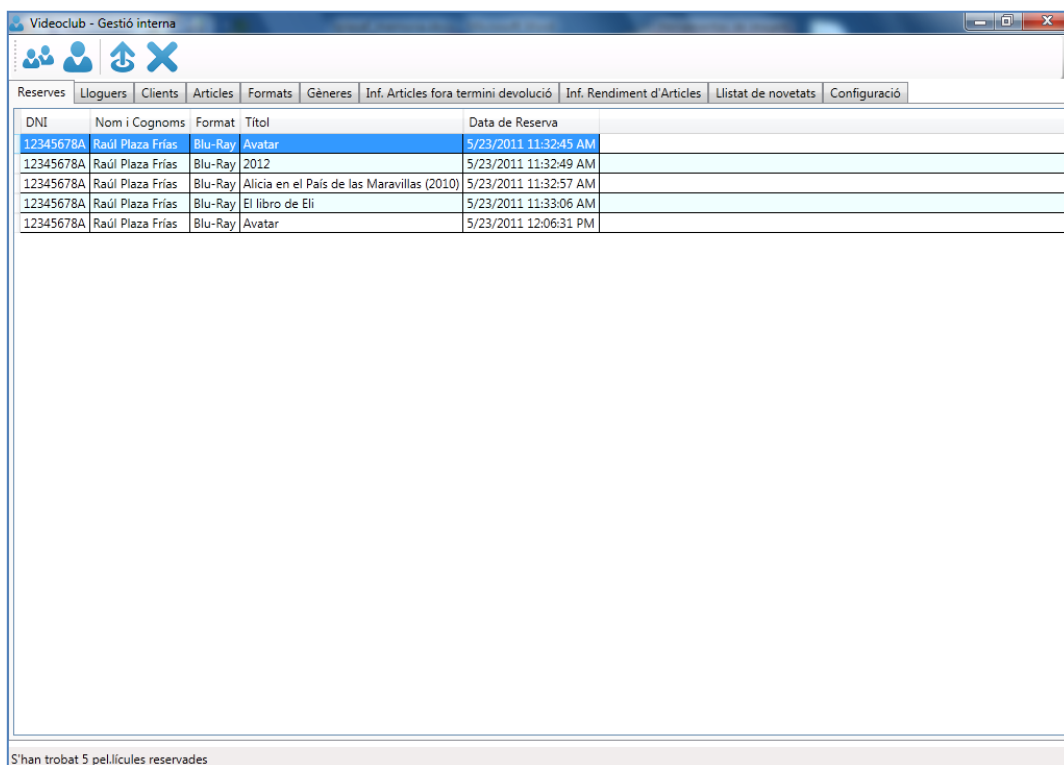 Videoclub - Gestió interna
Reserves Lloguers Clients Articles Formats Gèneres Inf. Articles fora termini devolució Inf. Rendiment d'Articles Llistat de novetats Configuració
DNI Nom i Cognoms Format Títol Data de Reserva
12345678A Raúl Plaza Frías Blu-Ray Avatar 5/23/2011 11:32:45 AM
12345678A Raúl Plaza Frías Blu-Ray 2012 5/23/2011 11:32:49 AM
12345678A Raúl Plaza Frías Blu-Ray Alicia en el País de las Maravillas (2010) 5/23/2011 11:32:57 AM
12345678A Raúl Plaza Frías Blu-Ray El libro de Eli 5/23/2011 11:33:06 AM
12345678A Raúl Plaza Frías Blu-Ray Avatar 5/23/2011 12:06:31 PM
S'han trobat 5 pel.lícules reservades